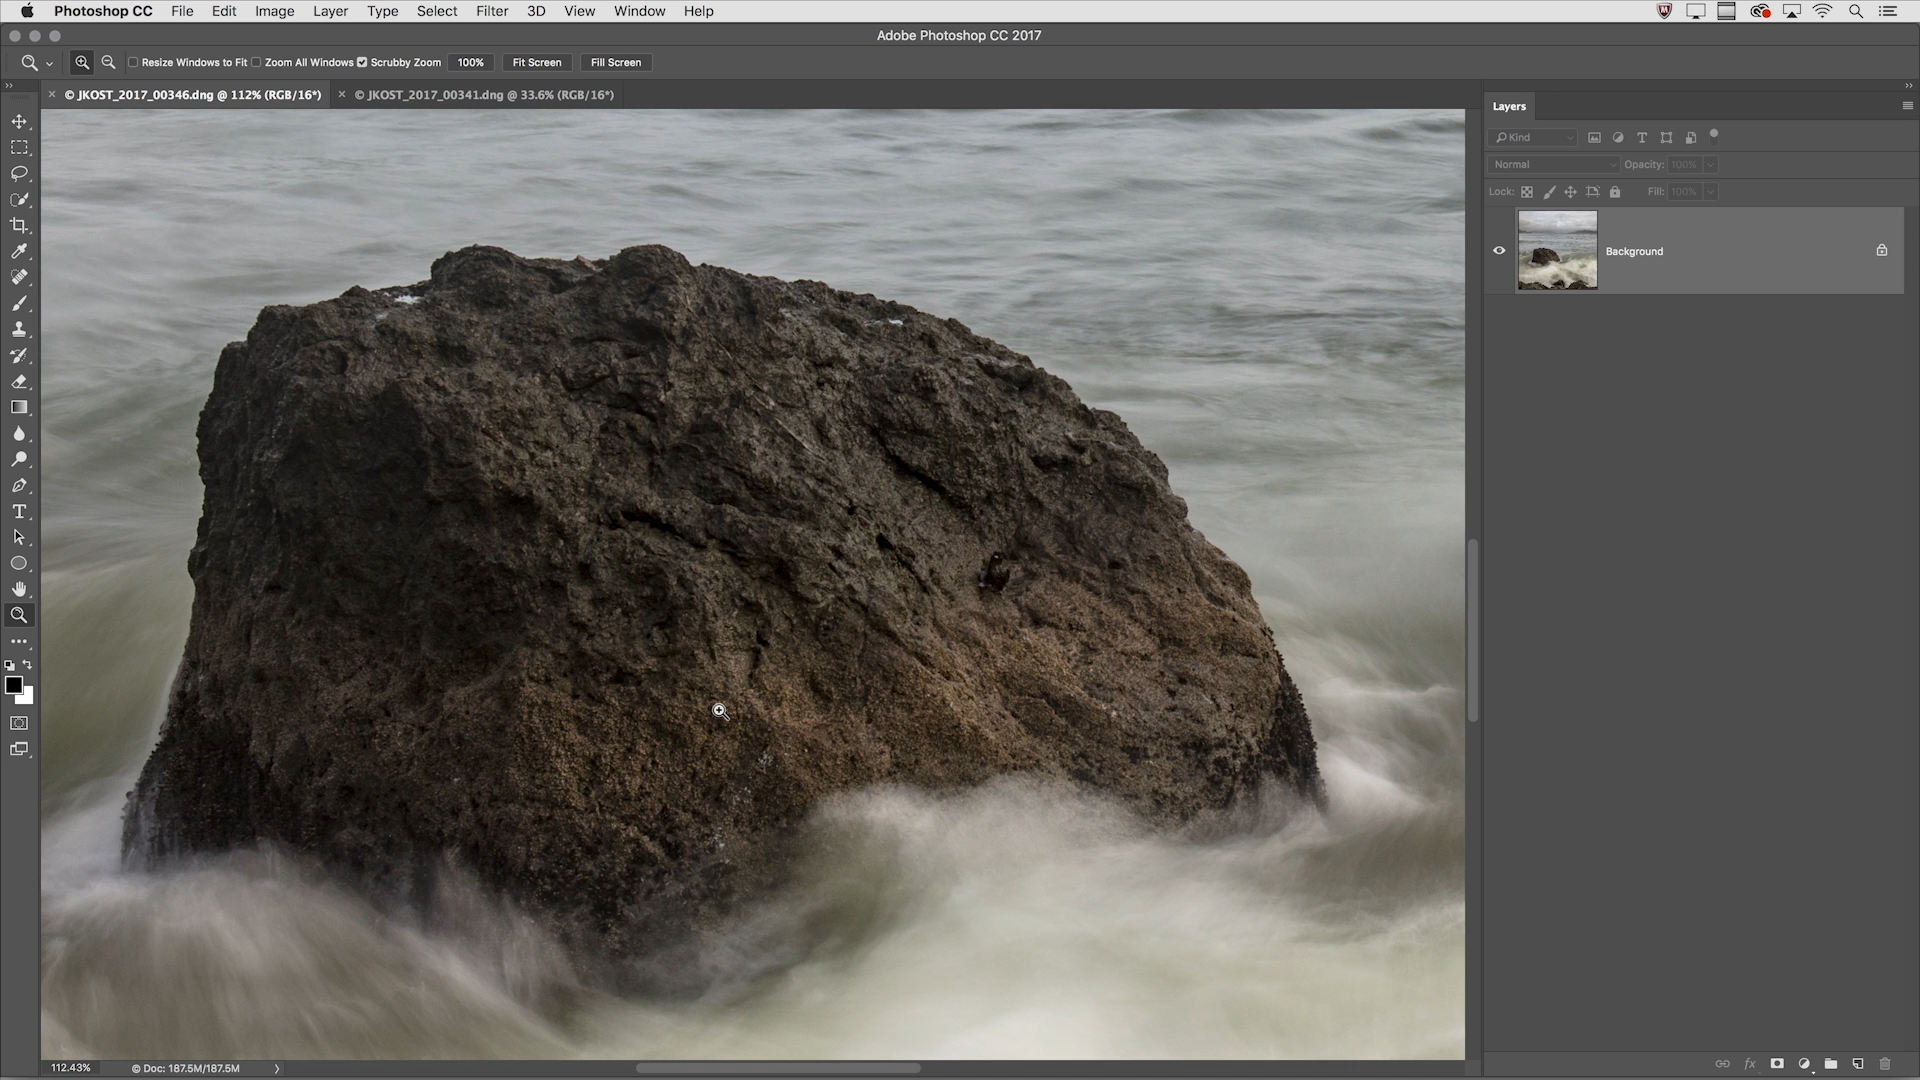 Photoshop CC File Edit Image Layer Type Select Filter 3D View Window Help
Adobe Photoshop CC 2017
Resize Windows to Fit Zoom All Windows Scrubby Zoom 100% Fit Screen Fill Screen
© JKOST_2017_00346.dng @ 112% (RGB/16*) © JKOST_2017_00341.dng @ 33.6% (RGB/16*)
Layers
Kind
Normal Opacity: 100%
Lock: Fill: 100%
Background
112.43% © Doc: 187.5M/187.5M